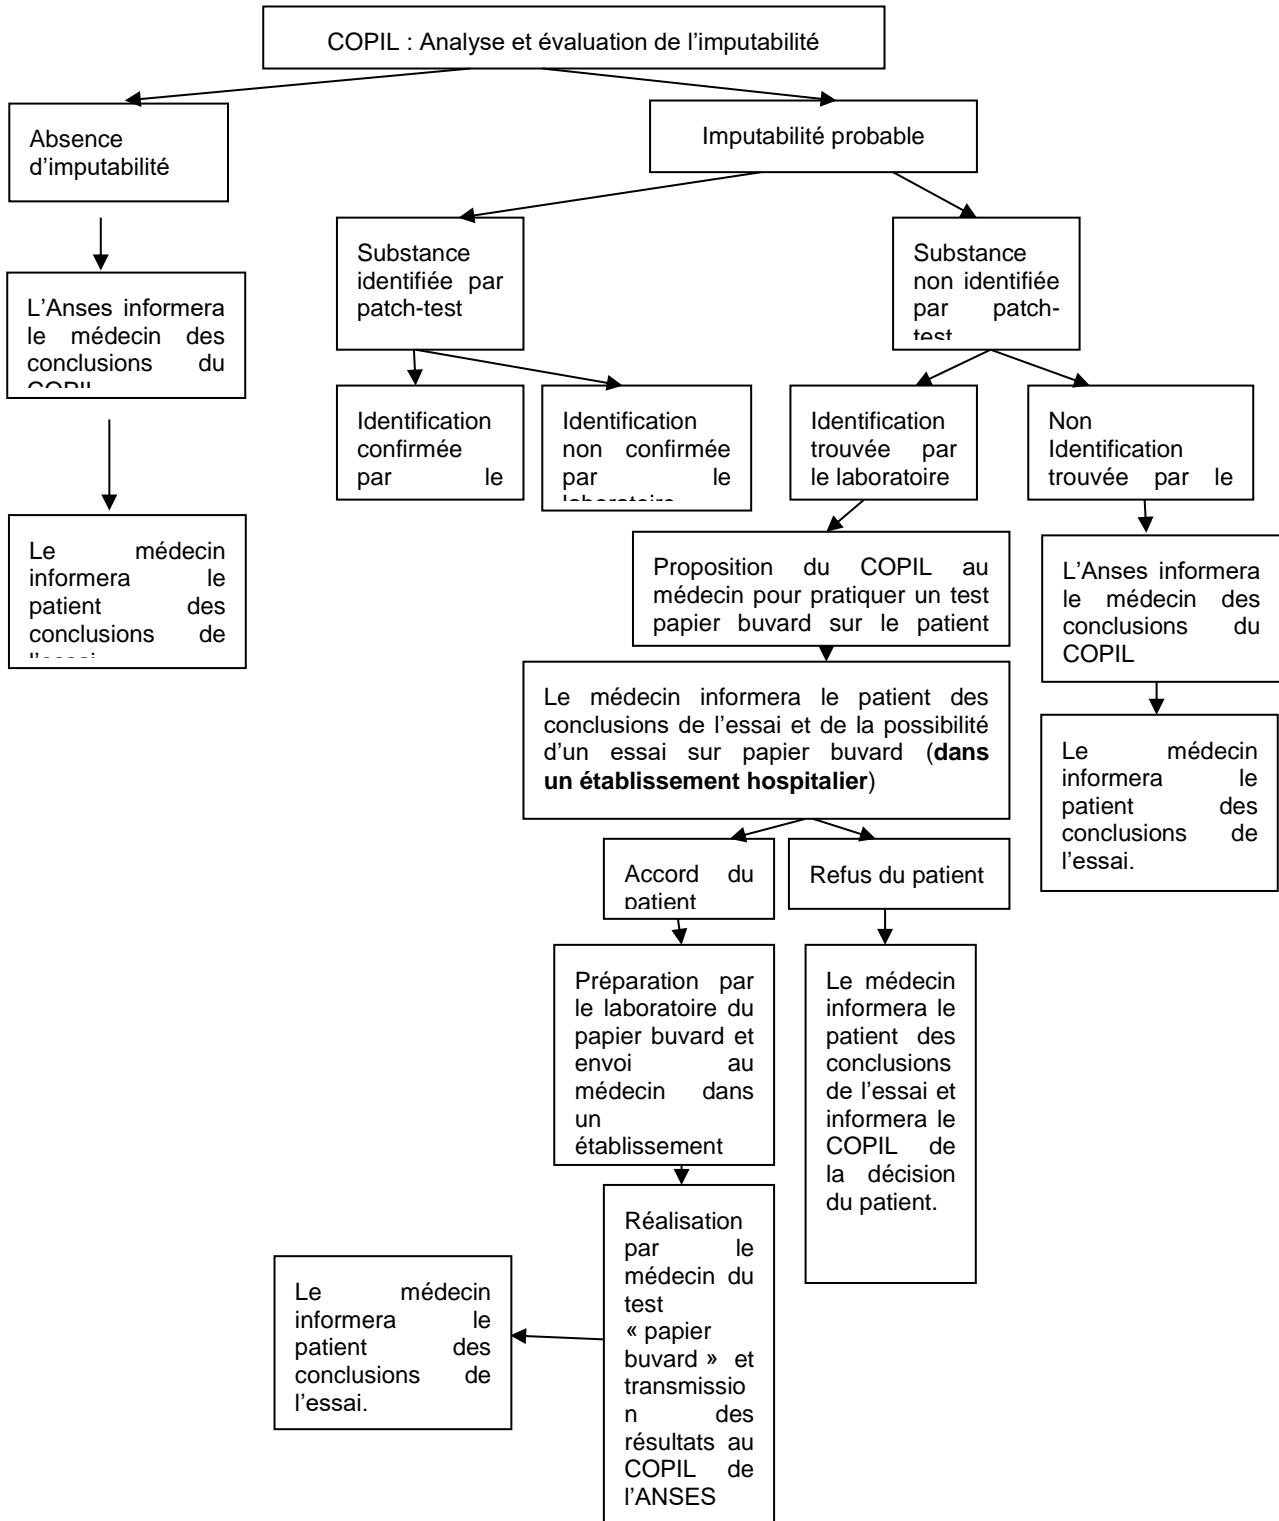 COPIL : Analyse et évaluation de l’imputabilité
Absence
d’imputabilité
Imputabilité probable
Substance
identifiée par
patch-test
Substance
non identifiée
par patch-
test
L’Anses informera
le médecin des
conclusions du
COPIL
Identification
confirmée
par le
Identification
non confirmée
par le
laboratoire
Identification
trouvée par
le laboratoire
Non
Identification
trouvée par le
Le médecin
informera le
patient des
conclusions de
l’essai.
Proposition du COPIL au
médecin pour pratiquer un test
papier buvard sur le patient
L’Anses informera
le médecin des
conclusions du
COPIL
Le médecin informera le patient des
conclusions de l’essai et de la possibilité
d’un essai sur papier buvard (dans
un établissement hospitalier)
Le médecin
informera le
patient des
conclusions de
l’essai.
Accord du
patient
Refus du patient
Préparation par
le laboratoire du
papier buvard et
envoi au
médecin dans
un
établissement
Le médecin
informera le
patient des
conclusions
de l’essai et
informera le
COPIL de
la décision
du patient.
Réalisation
par le
médecin du
test
« papier
buvard » et
transmissio
n des
résultats au
COPIL de
l’ANSES
Le médecin
informera le
patient des
conclusions de
l’essai.